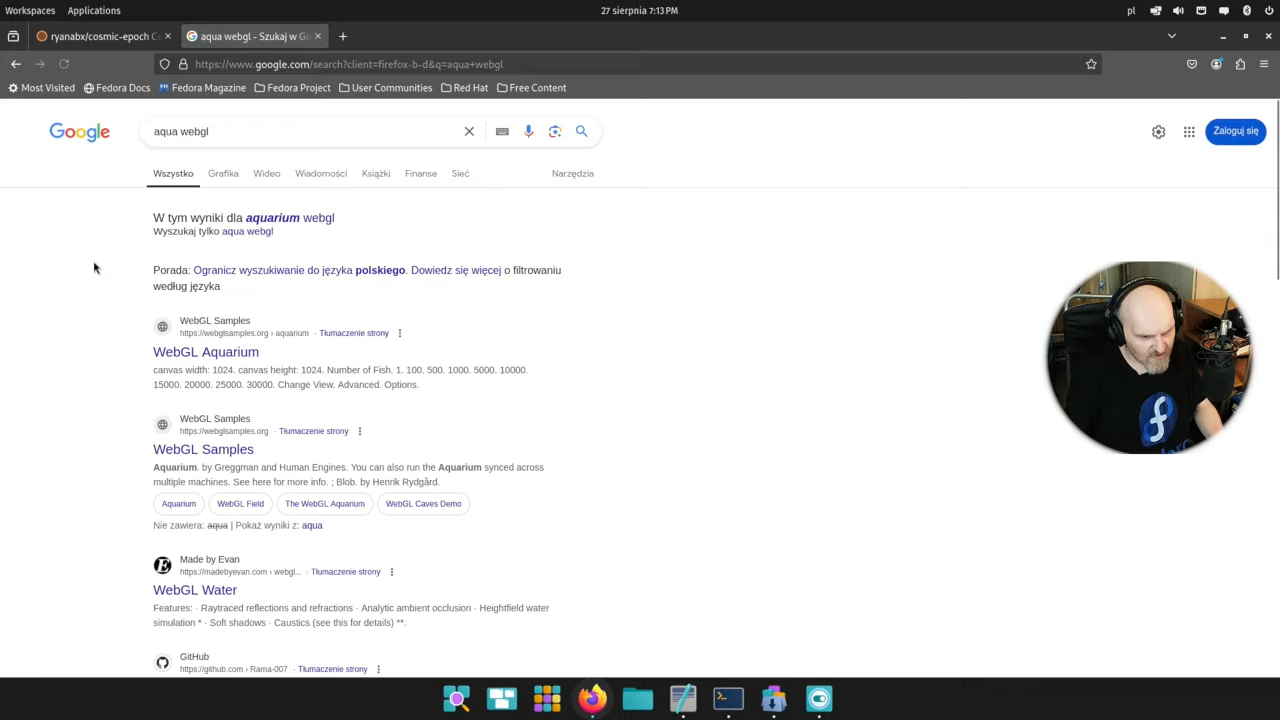 Workspaces Applications 27 sierpnia 7:13 PM pl
ryanabx/cosmic-epoch Co aqua webgl - Szukaj w Go
https://www.google.com/search?client=firefox-b-d&q=aqua+webgl
Most Visited Fedora Docs Fedora Magazine Fedora Project User Communities Red Hat Free Content
Google aqua webgl Zaloguj się
Wszystko Grafika Wideo Wiadomości Książki Finanse Sieć Narzędzia
W tym wyniki dla aquarium webgl
Wyszukaj tylko aqua webgl
Porada: Ogranicz wyszukiwanie do języka polskiego. Dowiedz się więcej o filtrowaniu
według języka
WebGL Samples
https://webglsamples.org › aquarium · Tłumaczenie strony
WebGL Aquarium
canvas width: 1024. canvas height: 1024. Number of Fish. 1. 100. 500. 1000. 5000. 10000.
15000. 20000. 25000. 30000. Change View. Advanced. Options.
WebGL Samples
https://webglsamples.org · Tłumaczenie strony
WebGL Samples
Aquarium. by Greggman and Human Engines. You can also run the Aquarium synced across
multiple machines. See here for more info. ; Blob. by Henrik Rydgård.
Aquarium WebGL Field The WebGL Aquarium WebGL Caves Demo
Nie zawiera: aqua | Pokaż wyniki z: aqua
Made by Evan
https://madebyevan.com › webgl... · Tłumaczenie strony
WebGL Water
Features: · Raytraced reflections and refractions · Analytic ambient occlusion · Heightfield water
simulation * · Soft shadows · Caustics (see this for details) **.
GitHub
https://github.com › Rama-007 · Tłumaczenie strony